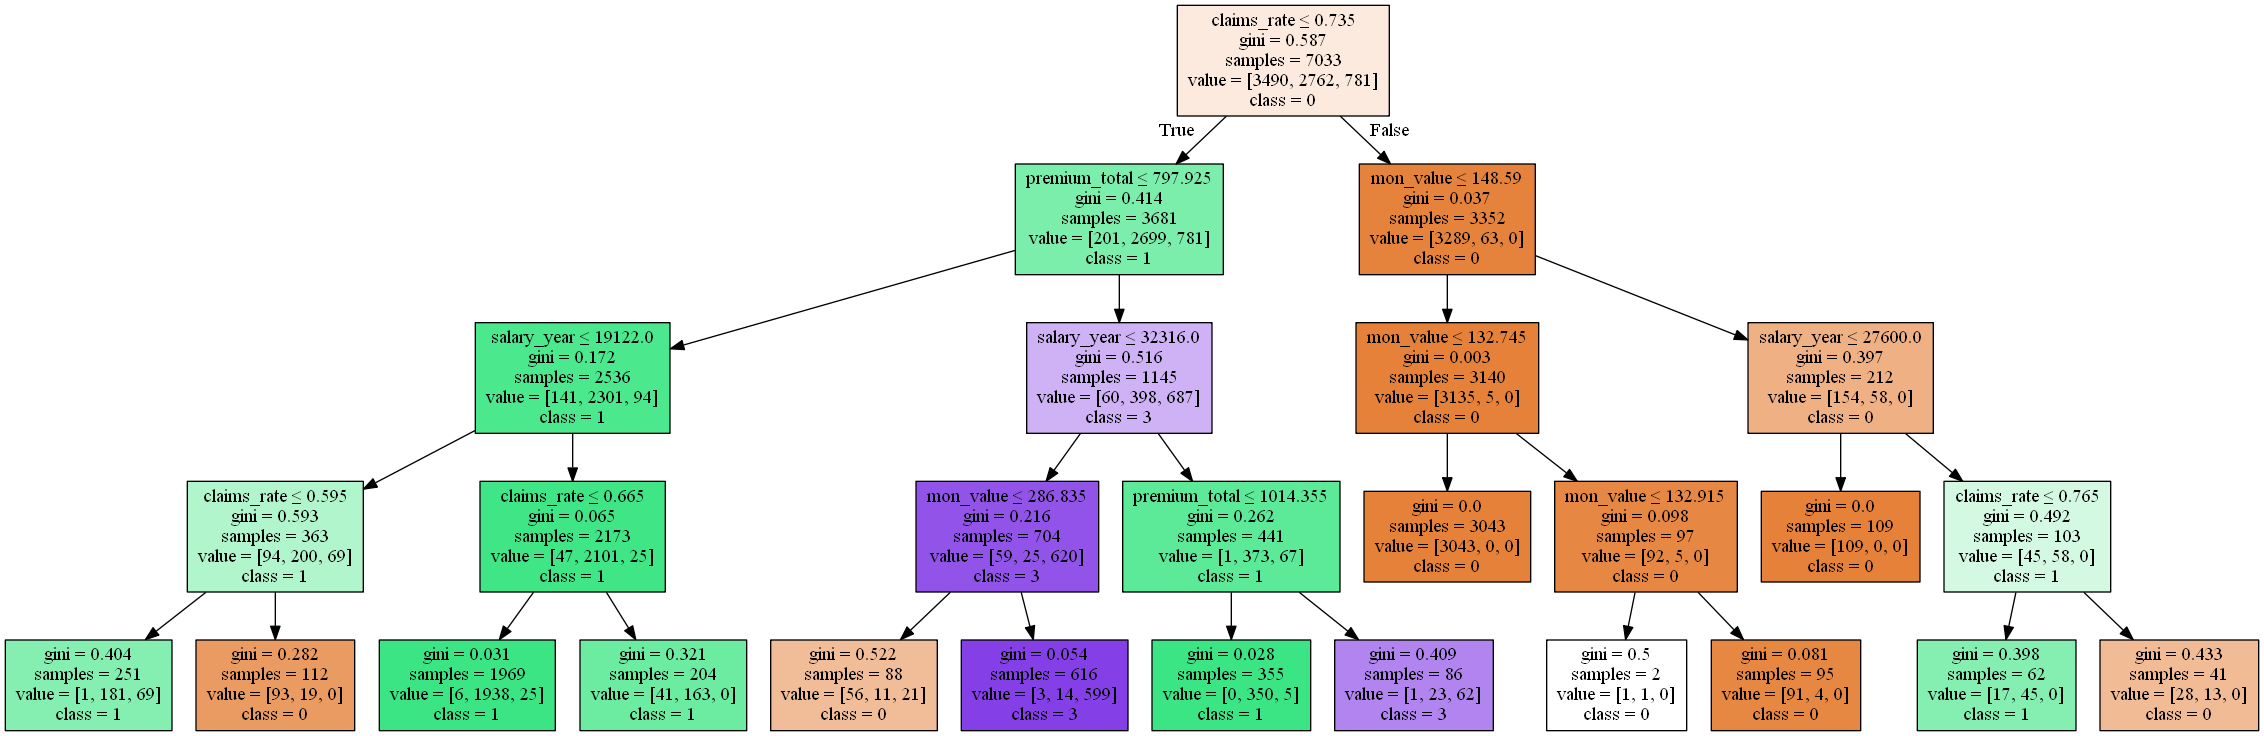 claims_rate ≤ 0.735
gini = 0.587
samples = 7033
value = [3490, 2762, 781]
class = 0
True
False
premium_total ≤ 797.925
gini = 0.414
samples = 3681
value = [201, 2699, 781]
class = 1
mon_value ≤ 148.59
gini = 0.037
samples = 3352
value = [3289, 63, 0]
class = 0
salary_year ≤ 19122.0
gini = 0.172
samples = 2536
value = [141, 2301, 94]
class = 1
salary_year ≤ 32316.0
gini = 0.516
samples = 1145
value = [60, 398, 687]
class = 3
mon_value ≤ 132.745
gini = 0.003
samples = 3140
value = [3135, 5, 0]
class = 0
salary_year ≤ 27600.0
gini = 0.397
samples = 212
value = [154, 58, 0]
class = 0
claims_rate ≤ 0.595
gini = 0.593
samples = 363
value = [94, 200, 69]
class = 1
claims_rate ≤ 0.665
gini = 0.065
samples = 2173
value = [47, 2101, 25]
class = 1
mon_value ≤ 286.835
gini = 0.216
samples = 704
value = [59, 25, 620]
class = 3
premium_total ≤ 1014.355
gini = 0.262
samples = 441
value = [1, 373, 67]
class = 1
gini = 0.0
samples = 3043
value = [3043, 0, 0]
class = 0
mon_value ≤ 132.915
gini = 0.098
samples = 97
value = [92, 5, 0]
class = 0
gini = 0.0
samples = 109
value = [109, 0, 0]
class = 0
claims_rate ≤ 0.765
gini = 0.492
samples = 103
value = [45, 58, 0]
class = 1
gini = 0.404
samples = 251
value = [1, 181, 69]
class = 1
gini = 0.282
samples = 112
value = [93, 19, 0]
class = 0
gini = 0.031
samples = 1969
value = [6, 1938, 25]
class = 1
gini = 0.321
samples = 204
value = [41, 163, 0]
class = 1
gini = 0.522
samples = 88
value = [56, 11, 21]
class = 0
gini = 0.054
samples = 616
value = [3, 14, 599]
class = 3
gini = 0.028
samples = 355
value = [0, 350, 5]
class = 1
gini = 0.409
samples = 86
value = [1, 23, 62]
class = 3
gini = 0.5
samples = 2
value = [1, 1, 0]
class = 0
gini = 0.081
samples = 95
value = [91, 4, 0]
class = 0
gini = 0.398
samples = 62
value = [17, 45, 0]
class = 1
gini = 0.433
samples = 41
value = [28, 13, 0]
class = 0